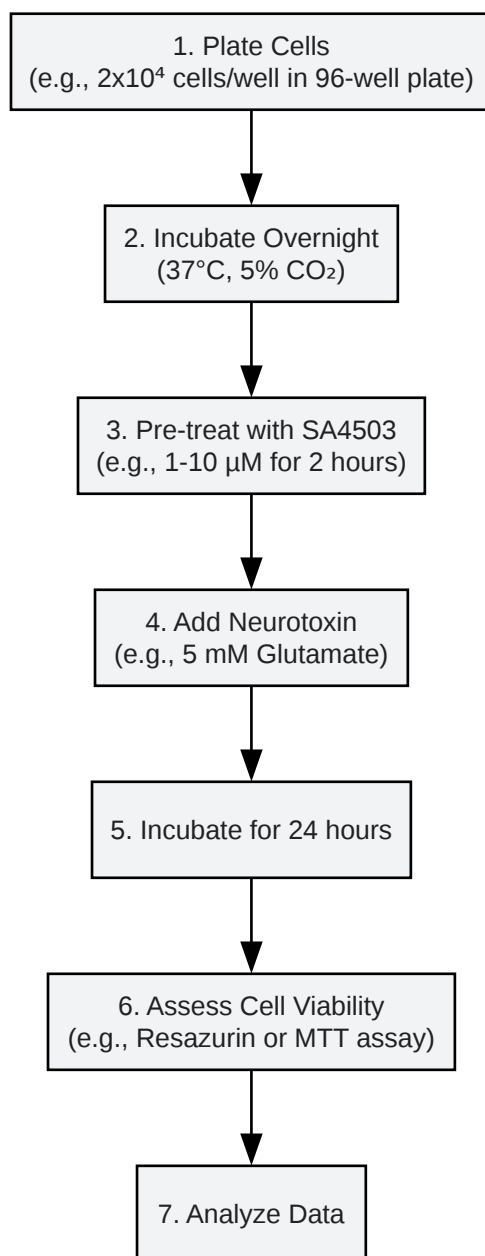 1. Plate Cells
(e.g., 2x10⁴ cells/well in 96-well plate)
2. Incubate Overnight
(37°C, 5% CO₂)
3. Pre-treat with SA4503
(e.g., 1-10 µM for 2 hours)
4. Add Neurotoxin
(e.g., 5 mM Glutamate)
5. Incubate for 24 hours
6. Assess Cell Viability
(e.g., Resazurin or MTT assay)
7. Analyze Data